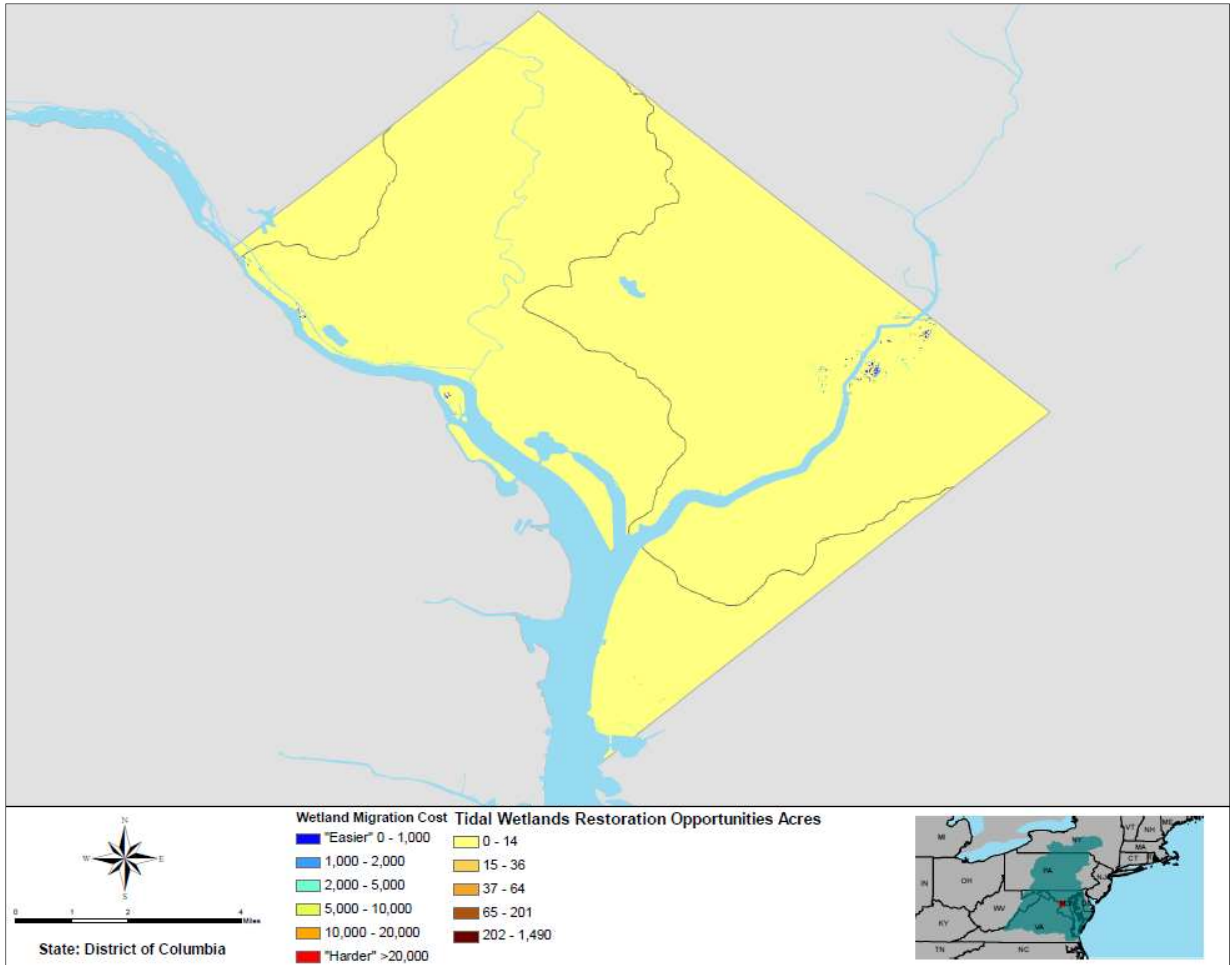 N
W
E
S
0
2
4
Miles
State: District of Columbia
Wetland Migration Cost
"Easier" 0 - 1,000
1,000 - 2,000
2,000 - 5,000
5,000 - 10,000
10,000 - 20,000
"Harder" >20,000
Tidal Wetlands Restoration Opportunities Acres
0 - 14
15 - 36
37 - 64
65 - 201
202 - 1,490
MI
NY
VT
NH
ME
MA
CT
PA
NJ
IN
OH
WV
KY
VA
TN
NC